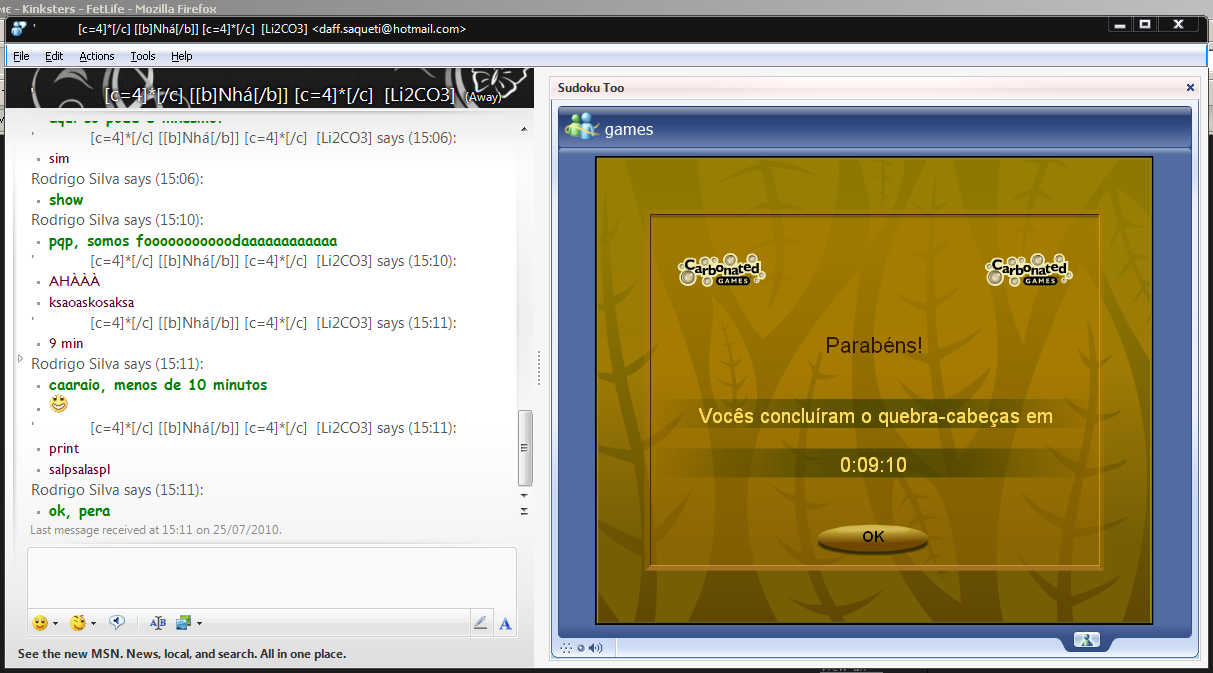 - Kinksters - FetLife - Mozilla Firefox
' [c=4]*[/c] [[b]Nhá[/b]] [c=4]*[/c] [Li2CO3] <daff.saqueti@hotmail.com>
File Edit Actions Tools Help
' [c=4]*[/c] [[b]Nhá[/b]] [c=4]*[/c] [Li2CO3] (Away)
' [c=4]*[/c] [[b]Nhá[/b]] [c=4]*[/c] [Li2CO3] says (15:06):
sim
Rodrigo Silva says (15:06):
show
Rodrigo Silva says (15:10):
pqp, somos foooooooooodaaaaaaaaaaaa
' [c=4]*[/c] [[b]Nhá[/b]] [c=4]*[/c] [Li2CO3] says (15:10):
AHÀÀÀ
ksaoaskosaksa
' [c=4]*[/c] [[b]Nhá[/b]] [c=4]*[/c] [Li2CO3] says (15:11):
9 min
Rodrigo Silva says (15:11):
caaraio, menos de 10 minutos
' [c=4]*[/c] [[b]Nhá[/b]] [c=4]*[/c] [Li2CO3] says (15:11):
print
salpsalaspl
Rodrigo Silva says (15:11):
ok, pera
Last message received at 15:11 on 25/07/2010.
See the new MSN. News, local, and search. All in one place.
Sudoku Too
games
Carbonated GAMES
Carbonated GAMES
Parabéns!
Vocês concluíram o quebra-cabeças em
0:09:10
OK